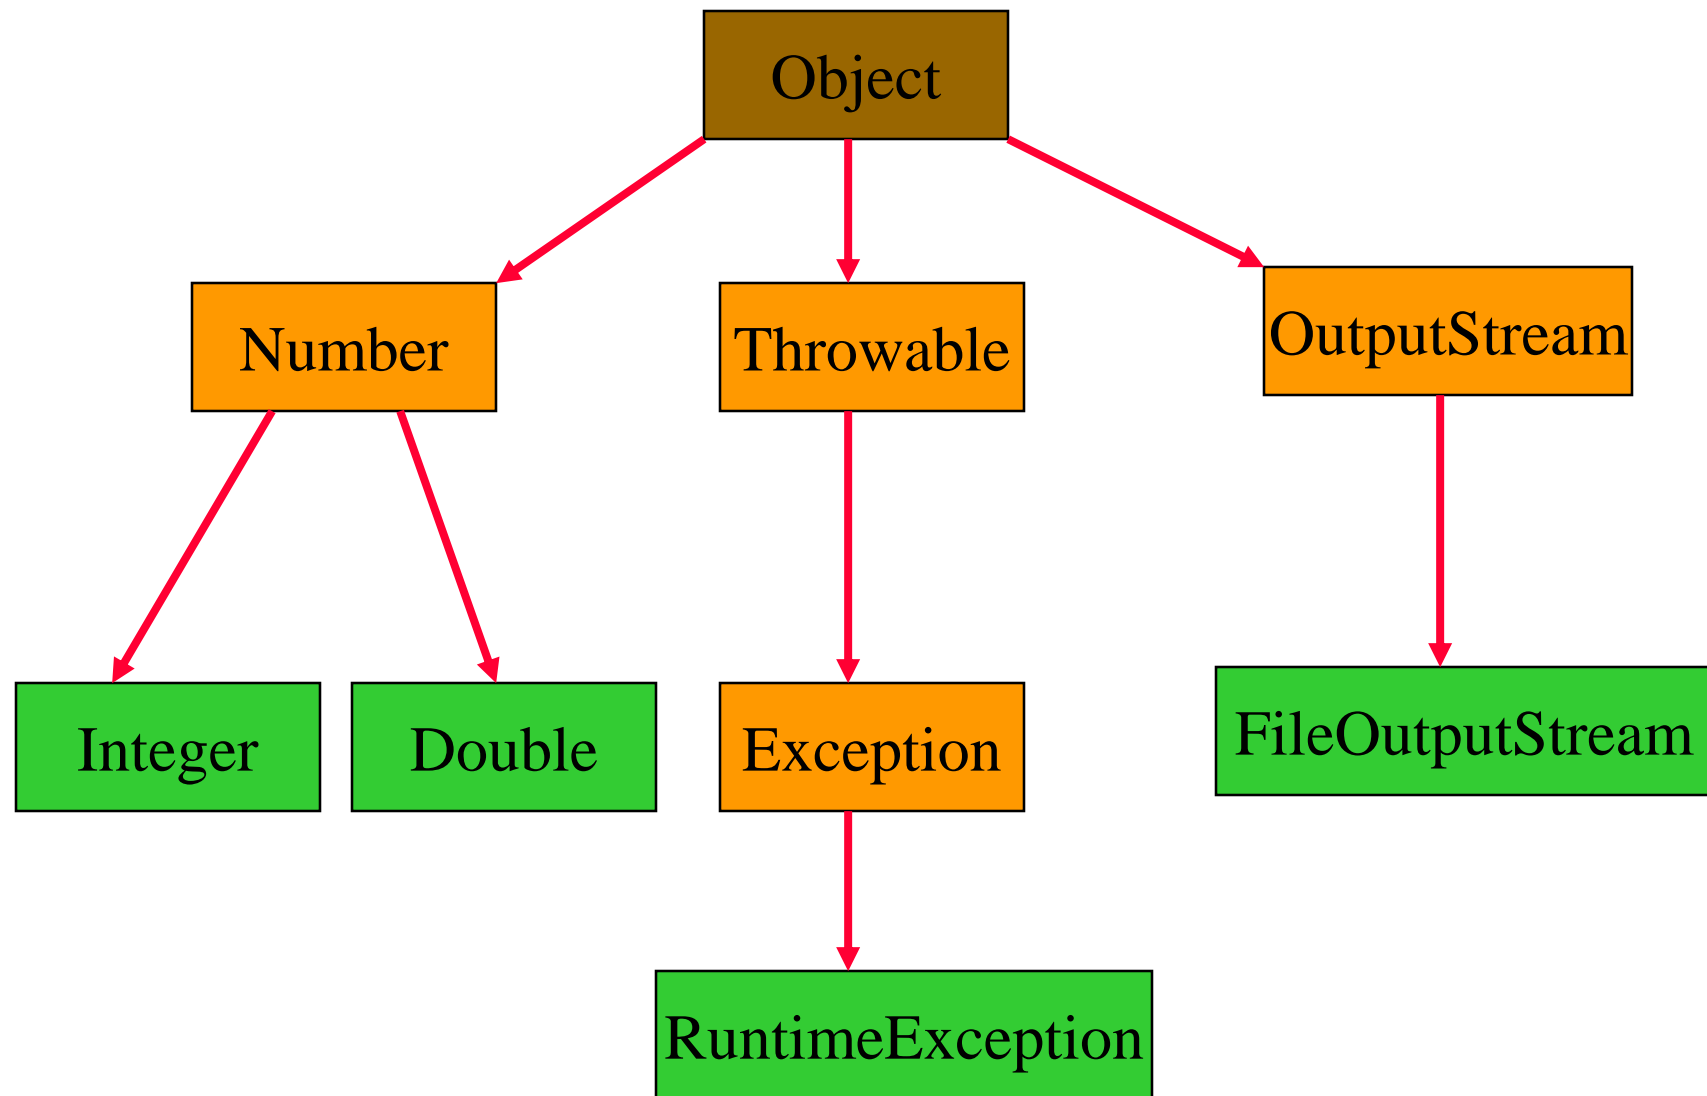 Object
Number
Throwable
OutputStream
Integer
Double
Exception
FileOutputStream
RuntimeException